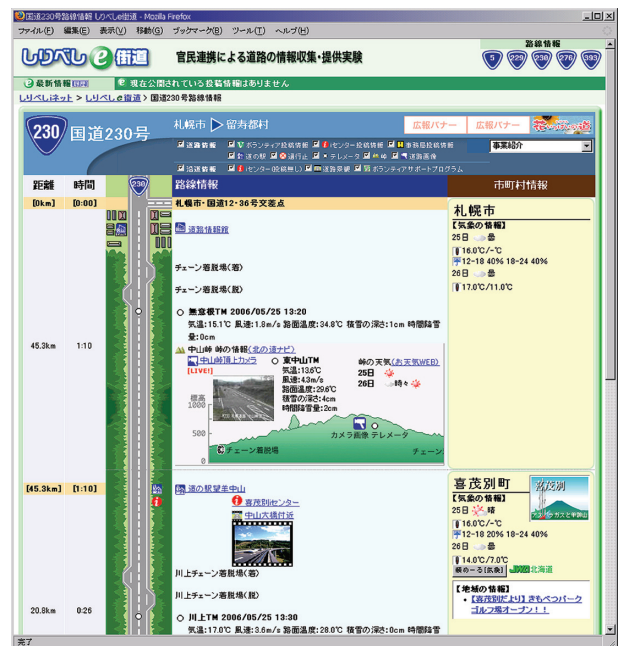 国道230号路線情報 しりべしe街道 - Mozilla Firefox
ファイル(F) 編集(E) 表示(V) 移動(G) ブックマーク(B) ツール(T) ヘルプ(H)
しりべしe街道 官民連携による道路の情報収集・提供実験
路線情報
5 229 230 276 393
最新情報 現在公開されている投稿情報はありません
しりべしネット > しりべしe街道 > 国道230号路線情報
230 国道230号 札幌市 留寿都村 広報バナー 広報バナー
道路情報 ボランティア投稿情報 iセンター投稿情報 事務局投稿情報
道の駅 通行止 テレメータ 峠 道路画像
事業紹介
沿道情報 iセンター(投稿無し) 道路景観 ボランティアサポートプログラム
距離 時間 230 路線情報 市町村情報
[0km] [0:00] 札幌市・国道12・36号交差点
道路情報館
チェーン着脱場(着)
チェーン着脱場(脱)
○ 無意根TM 2006/05/25 13:20
気温:15.1℃ 風速:1.8m/s 路面温度:34.8℃ 積雪の深さ:1cm 時間降雪
量:0cm
45.3km 1:10
中山峠 峠の情報(北の道ナビ)
中山峠頂上カメラ
[LIVE!]
○ 東中山TM
気温:13.6℃
風速:4.3m/s
路面温度:29.6℃
積雪の深さ:4cm
時間降雪量:2cm
峠の天気(お天気WEB)
25日
26日 時々
標高
1000
500
0
カメラ画像 テレメータ
チェーン着脱場
チェーン
札幌市
【気象の情報】
25日 曇
16.0℃/-℃
12-18 40% 18-24 40%
26日 曇
17.0℃/11.0℃
[45.3km] [1:10] 道の駅望羊中山
喜茂別iセンター
中山大橋付近
川上チェーン着脱場(着)
川上チェーン着脱場(脱)
20.8km 0:26
○ 川上TM 2006/05/25 13:30
気温:17.0℃ 風速:3.6m/s 路面温度:28.0℃ 積雪の深さ:0cm 時間降雪
喜茂別町
喜茂別
【気象の情報】
25日 晴
16.0℃/-℃
12-18 20% 18-24 40%
26日 曇
14.0℃/7.0℃
北海道
【地域の情報】
・【喜茂別だより】きもべつパーク
ゴルフ場オープン！！
完了